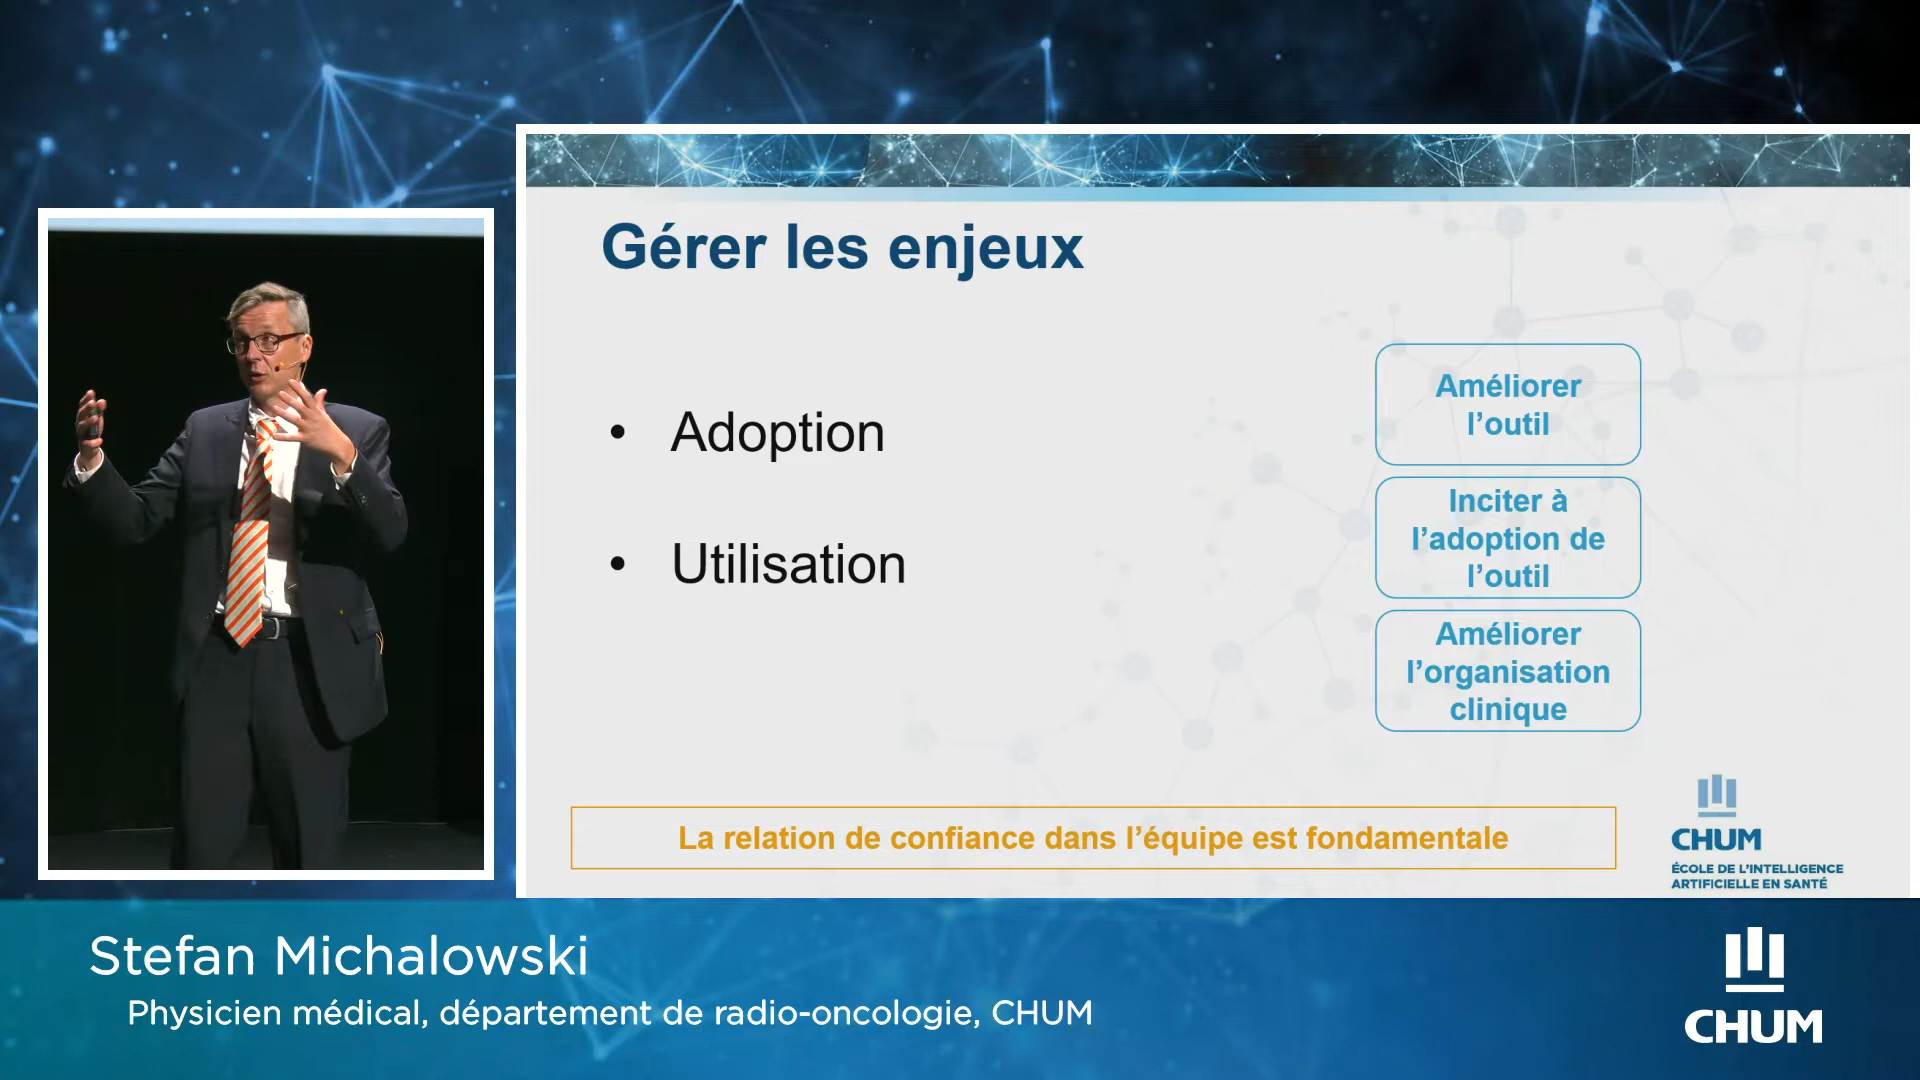 Gérer les enjeux
• Adoption
• Utilisation
Améliorer
l’outil
Inciter à
l’adoption de
l’outil
Améliorer
l’organisation
clinique
La relation de confiance dans l’équipe est fondamentale
CHUM
ÉCOLE DE L’INTELLIGENCE
ARTIFICIELLE EN SANTÉ
Stefan Michalowski
Physicien médical, département de radio-oncologie, CHUM
CHUM